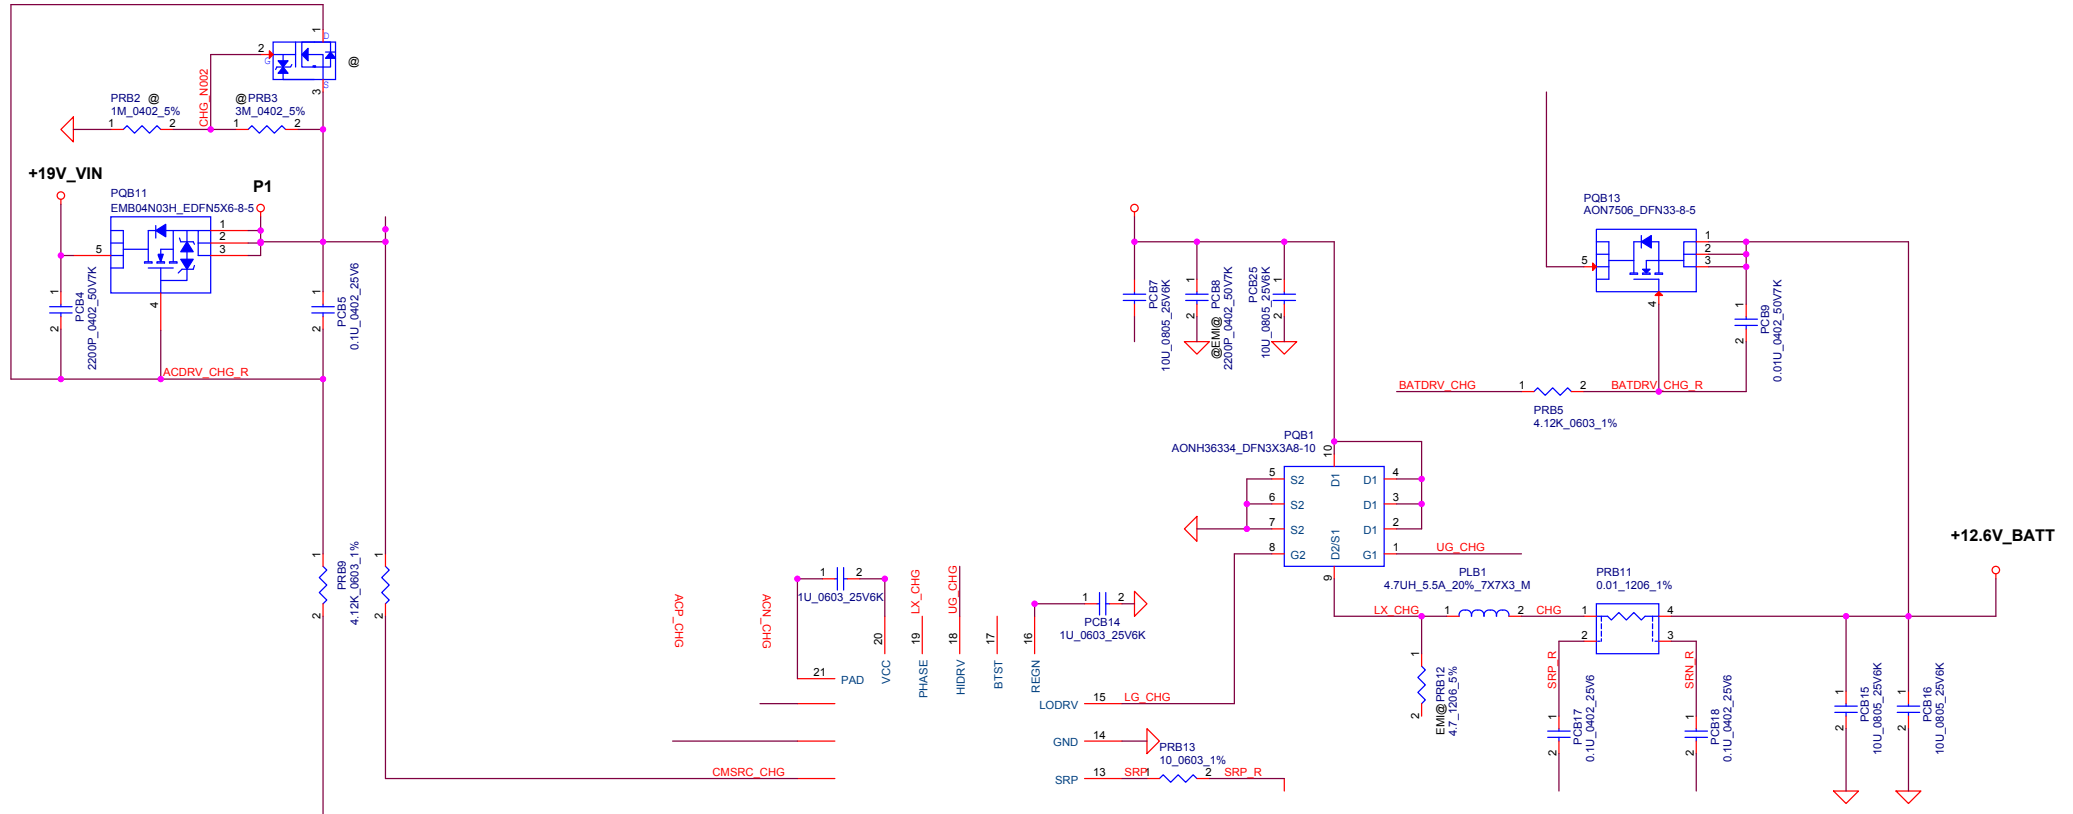 1
D
2
G
@
S
3
CHG_N002
PRB2 @
1M_0402_5%
1 2
@PRB3
3M_0402_5%
1 2
+19V_VIN
PQB11
EMB04N03H_EDFN5X6-8-5
P1
5
1
2
3
4
1
2
PCB4
2200P_0402_50V7K
1
2
PCB5
0.1U_0402_25V6
ACDRV_CHG_R
1
2
PRB9
4.12K_0603_1%
1
2
ACP_CHG
ACN_CHG
1 2
1U_0603_25V6K
LX_CHG
UG_CHG
20
19
18
17
16
21
PAD
VCC
PHASE
HIDRV
BTST
REGN
1 2
PCB14
1U_0603_25V6K
LODRV
15
LG_CHG
GND
14
SRP
13
SRP
PRB13
10_0603_1%
1 2
SRP_R
CMSRC_CHG
PCB7
10U_0805_25V6K
1
2
@EMI@ PCB8
2200P_0402_50V7K
1
2
PCB25
10U_0805_25V6K
PQB1
AONH36334_DFN3X3A8-10
10
5
6
7
8
S2
S2
S2
G2
D1
D2/S1
D1
D1
D1
G1
4
3
2
1
9
UG_CHG
PLB1
4.7UH_5.5A_20%_7X7X3_M
LX_CHG
1 2
CHG
PRB11
0.01_1206_1%
1
4
2
3
1
2
EMI@PRB12
4.7_1206_5%
SRP_R
SRN_R
1
2
PCB17
0.1U_0402_25V6
1
2
PCB18
0.1U_0402_25V6
PQB13
AON7506_DFN33-8-5
5
1
2
3
4
1
2
PCB9
0.01U_0402_50V7K
BATDRV_CHG
1 2
BATDRV_CHG_R
PRB5
4.12K_0603_1%
+12.6V_BATT
1
2
PCB15
10U_0805_25V6K
1
2
PCB16
10U_0805_25V6K